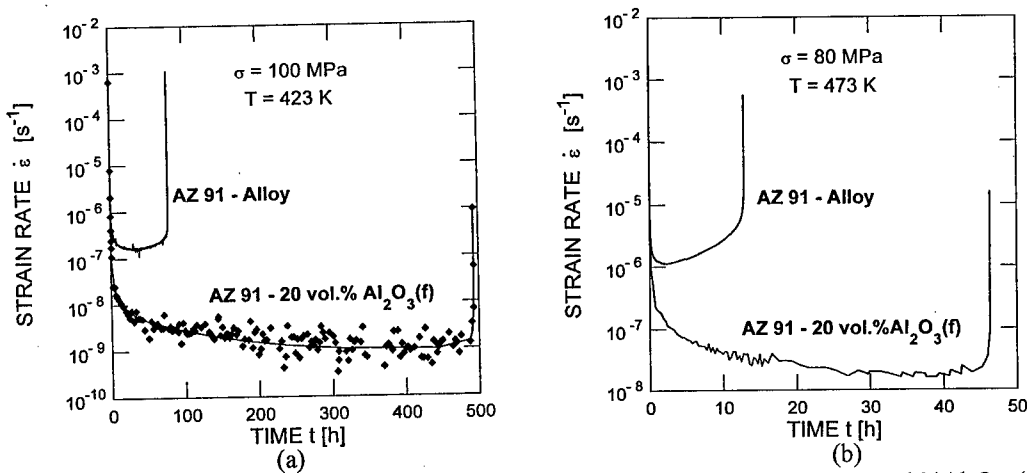 10⁻²
10⁻³
10⁻⁴
10⁻⁵
10⁻⁶
10⁻⁷
10⁻⁸
10⁻⁹
10⁻¹⁰
STRAIN RATE ε̇ [s⁻¹]
σ = 100 MPa
T = 423 K
AZ 91 - Alloy
AZ 91 - 20 vol.% Al₂O₃(f)
0 100 200 300 400 500
TIME t [h]
(a)
10⁻²
10⁻³
10⁻⁴
10⁻⁵
10⁻⁶
10⁻⁷
10⁻⁸
STRAIN RATE ε̇ [s⁻¹]
σ = 80 MPa
T = 473 K
AZ 91 - Alloy
AZ 91 - 20 vol.%Al₂O₃(f)
0 10 20 30 40 50
TIME t [h]
(b)